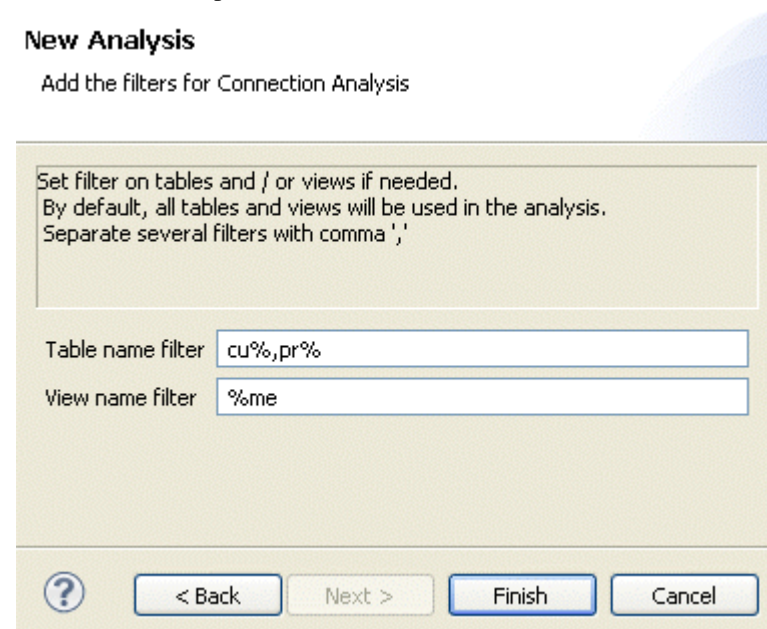 New Analysis
Add the filters for Connection Analysis
Set filter on tables and / or views if needed.
By default, all tables and views will be used in the analysis.
Separate several filters with comma ','
Table name filter cu%,pr%
View name filter %me
? < Back Next > Finish Cancel